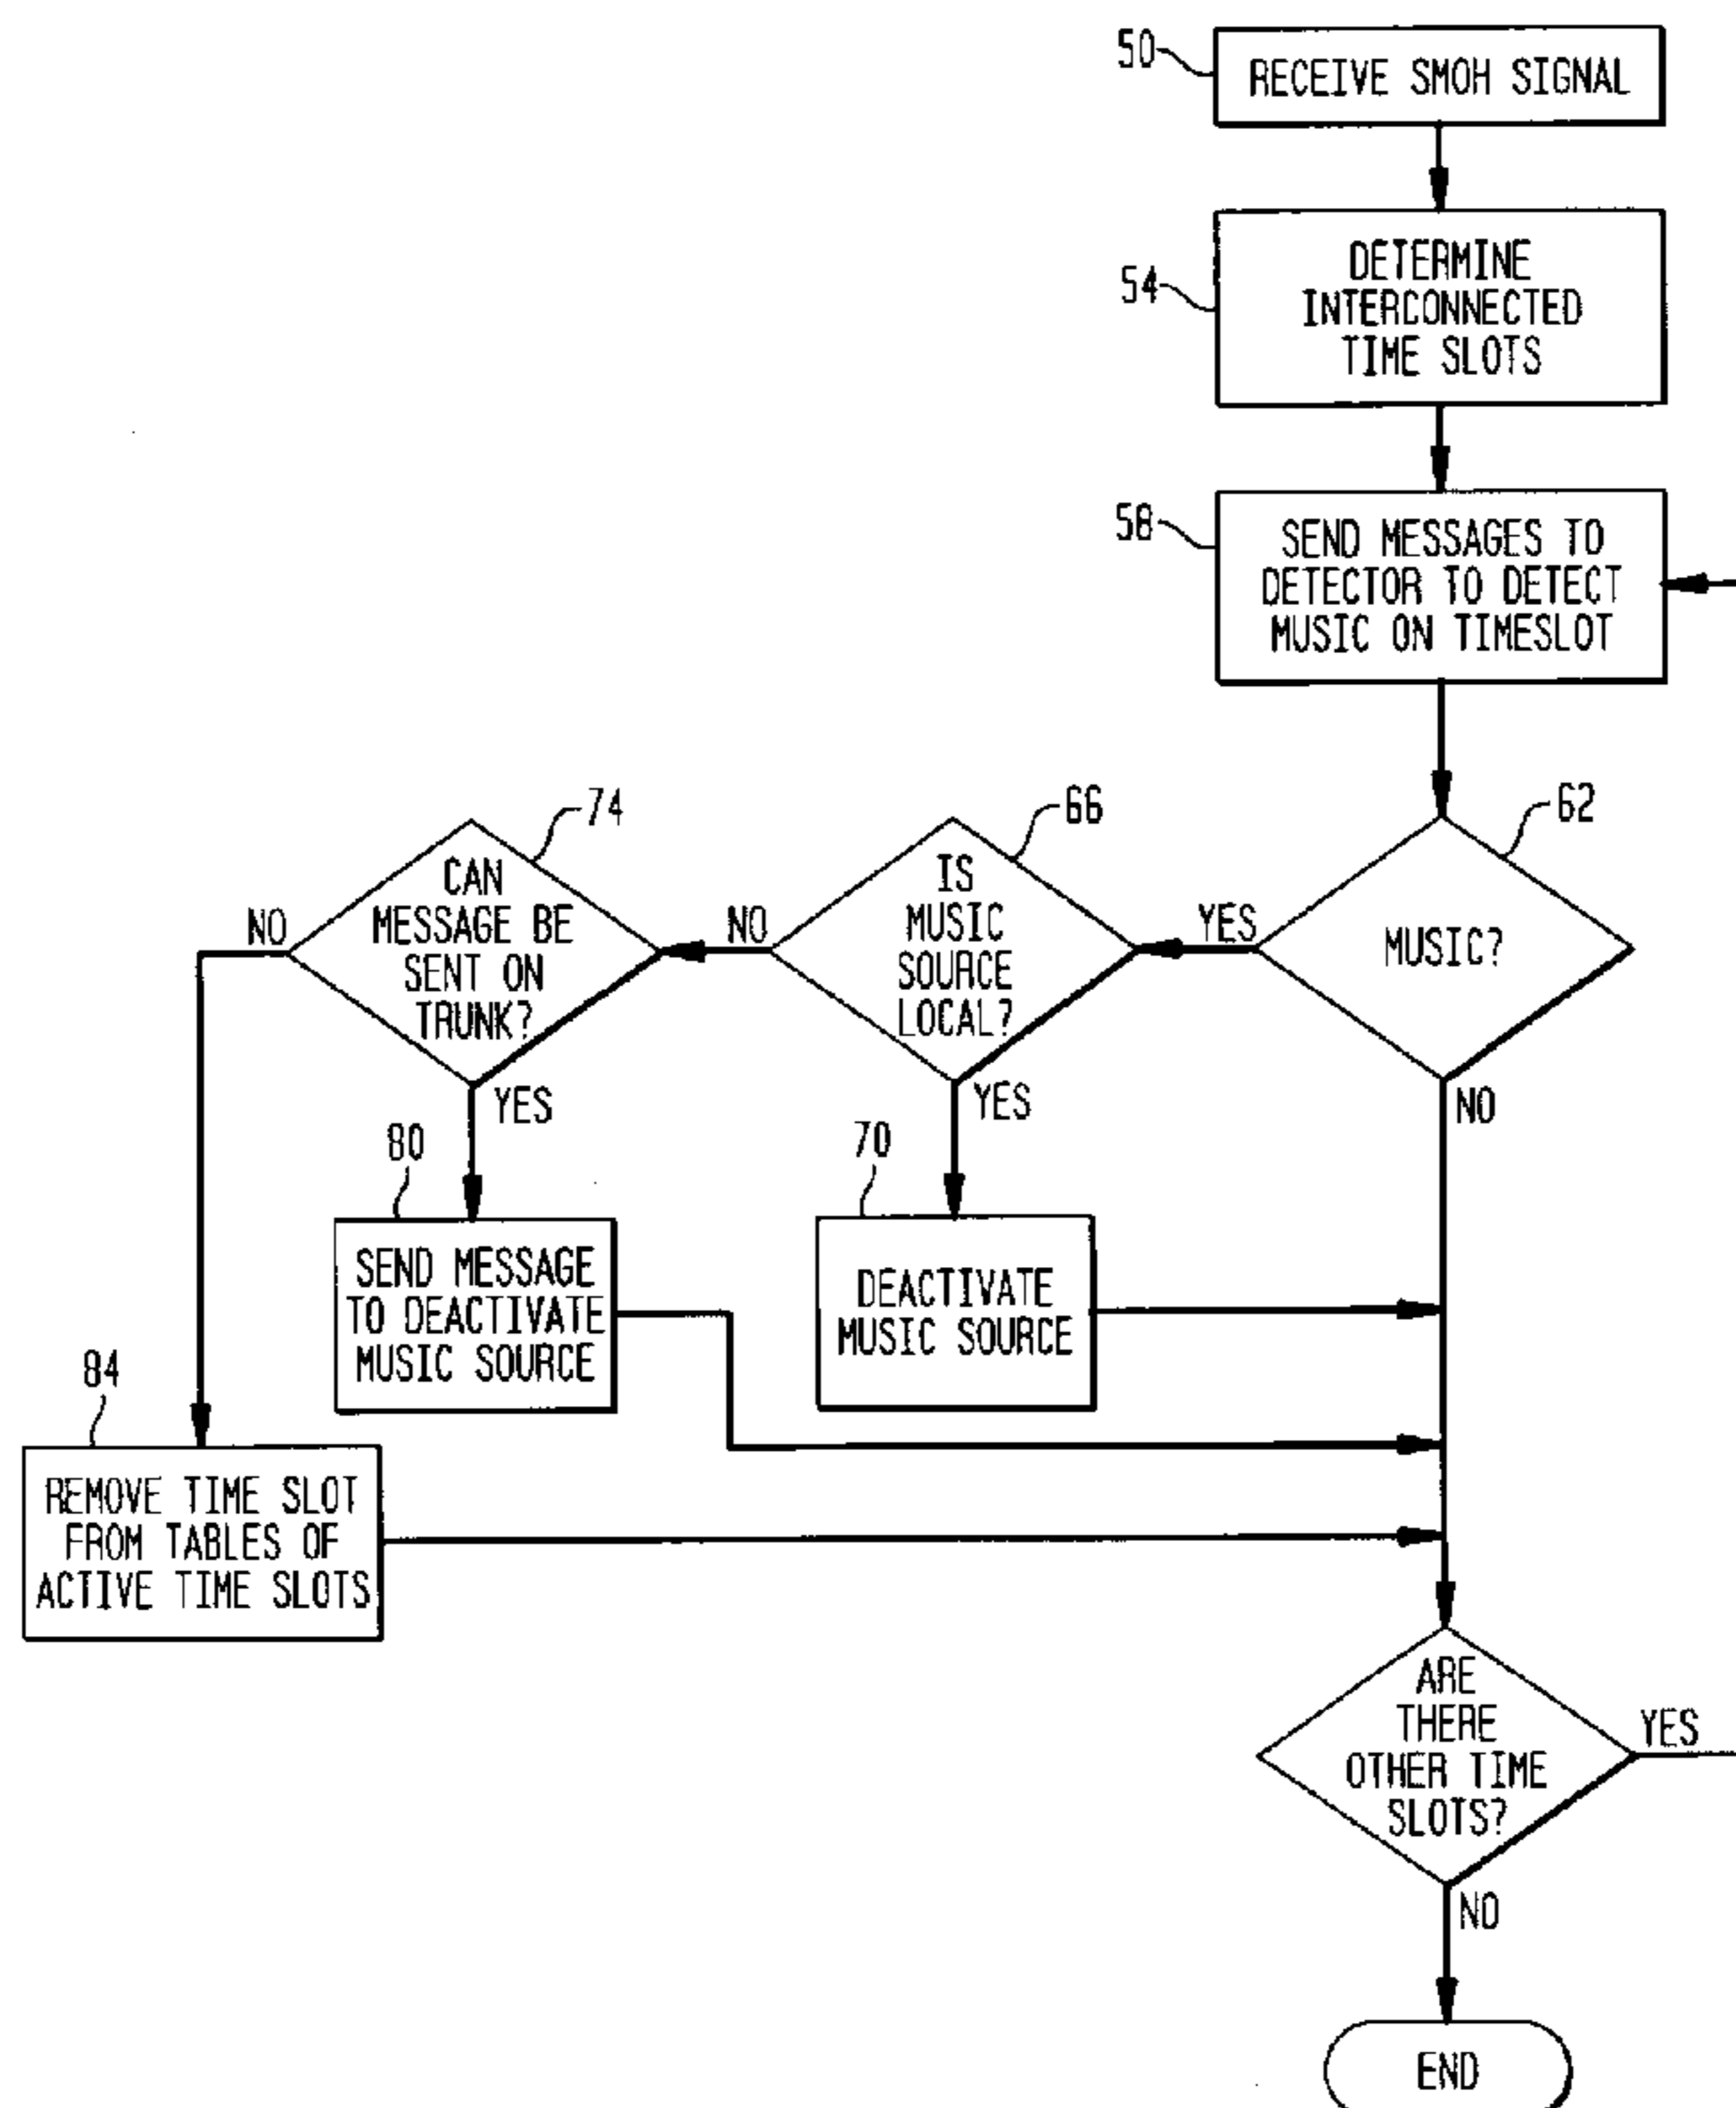 50
RECEIVE SMOH SIGNAL
54
DETERMINE
INTERCONNECTED
TIME SLOTS
58
SEND MESSAGES TO
DETECTOR TO DETECT
MUSIC ON TIMESLOT
74
CAN
MESSAGE BE
SENT ON
TRUNK?
NO
YES
66
IS
MUSIC
SOURCE
LOCAL?
NO
YES
62
MUSIC?
YES
NO
80
SEND MESSAGE
TO DEACTIVATE
MUSIC SOURCE
70
DEACTIVATE
MUSIC SOURCE
84
REMOVE TIME SLOT
FROM TABLES OF
ACTIVE TIME SLOTS
ARE
THERE
OTHER TIME
SLOTS?
YES
NO
END